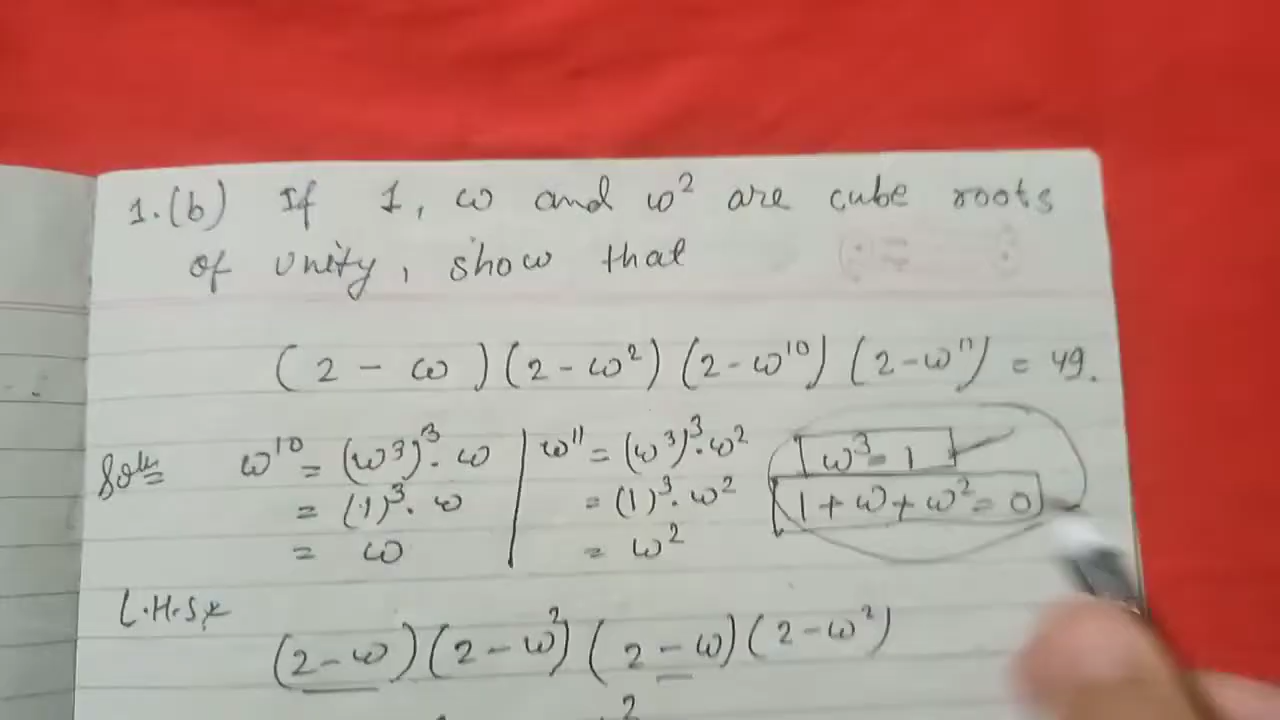 1.(b) If 1, ω and ω² are cube roots
of unity, show that
(2 - ω)(2 - ω²)(2 - ω¹⁰)(2 - ω¹¹) = 49.
Solⁿ ω¹⁰ = (ω³)³. ω | ω¹¹ = (ω³)³. ω² ω³ = 1
= (1)³. ω = (1)³. ω² 1 + ω + ω² = 0
= ω = ω²
L.H.S,
(2 - ω)(2 - ω²)(2 - ω)(2 - ω²)
2